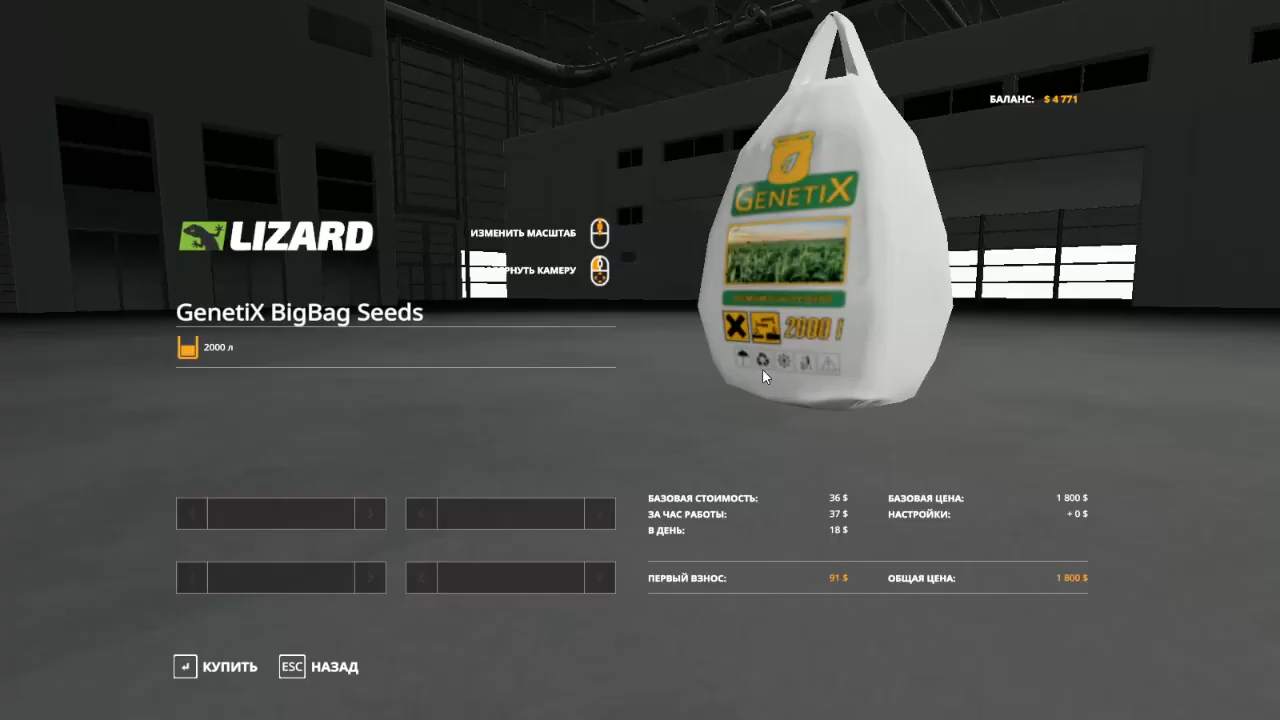 БАЛАНС: $ 4 771
GENETIX
2000 l
LIZARD
ИЗМЕНИТЬ МАСШТАБ
РНУТЬ КАМЕРУ
GenetiX BigBag Seeds
2000 л
БАЗОВАЯ СТОИМОСТЬ: 36 $
ЗА ЧАС РАБОТЫ: 37 $
В ДЕНЬ: 18 $
БАЗОВАЯ ЦЕНА: 1 800 $
НАСТРОЙКИ: + 0 $
ПЕРВЫЙ ВЗНОС: 91 $
ОБЩАЯ ЦЕНА: 1 800 $
КУПИТЬ
ESC НАЗАД